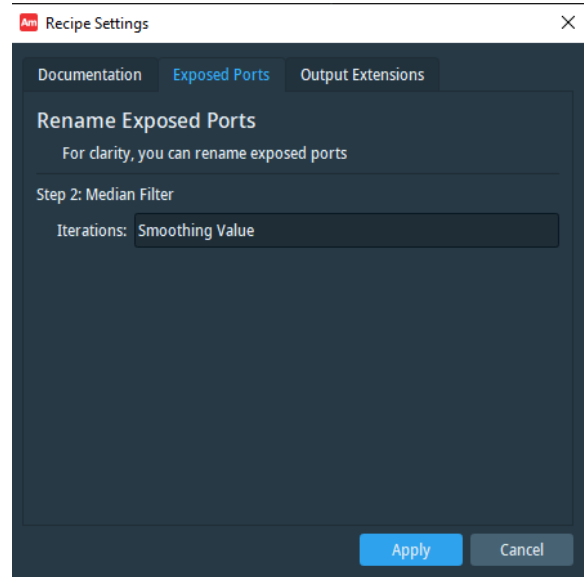 Am Recipe Settings
Documentation Exposed Ports Output Extensions
Rename Exposed Ports
For clarity, you can rename exposed ports
Step 2: Median Filter
Iterations: Smoothing Value
Apply Cancel